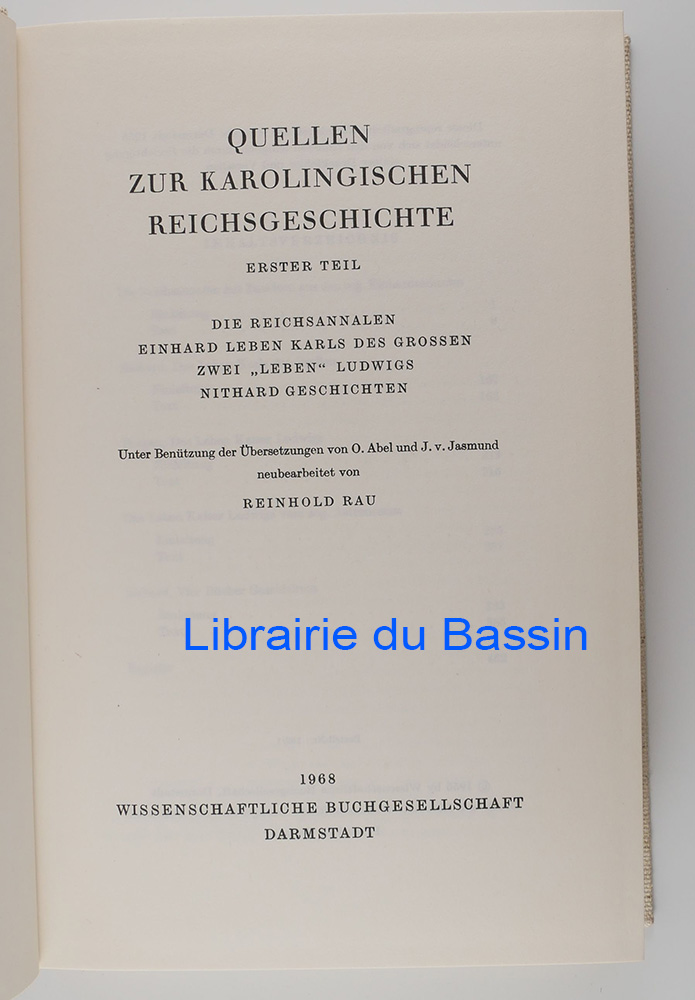 QUELLEN
ZUR KAROLINGISCHEN
REICHSGESCHICHTE
ERSTER TEIL
DIE REICHSANNALEN
EINHARD LEBEN KARLS DES GROSSEN
ZWEI „LEBEN“ LUDWIGS
NITHARD GESCHICHTEN
Unter Benützung der Übersetzungen von O. Abel und J. v. Jasmund
neubearbeitet von
REINHOLD RAU
Librairie du Bassin
1968
WISSENSCHAFTLICHE BUCHGESELLSCHAFT
DARMSTADT